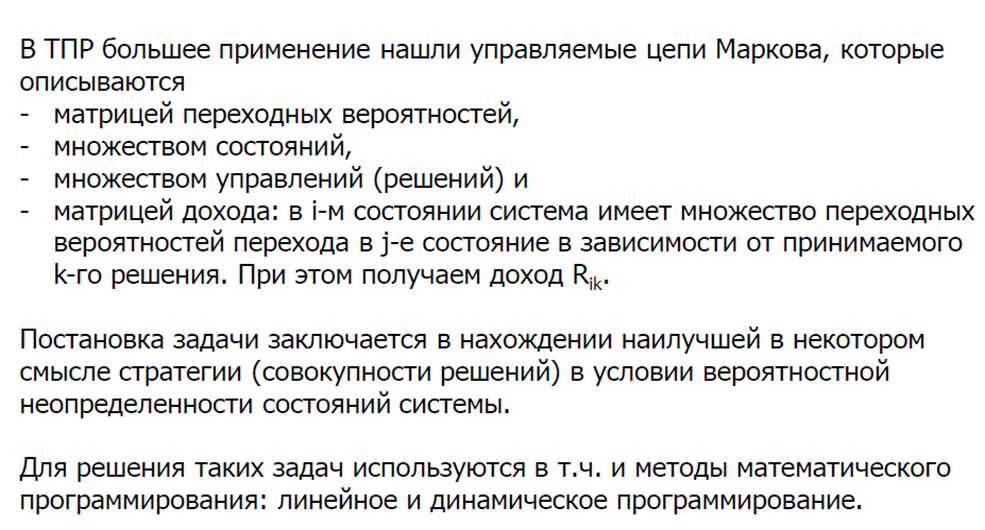 В ТПР большее применение нашли управляемые цепи Маркова, которые
описываются
- матрицей переходных вероятностей,
- множеством состояний,
- множеством управлений (решений) и
- матрицей дохода: в i-м состоянии система имеет множество переходных
вероятностей перехода в j-е состояние в зависимости от принимаемого
k-го решения. При этом получаем доход Rik.
Постановка задачи заключается в нахождении наилучшей в некотором
смысле стратегии (совокупности решений) в условии вероятностной
неопределенности состояний системы.
Для решения таких задач используются в т.ч. и методы математического
программирования: линейное и динамическое программирование.